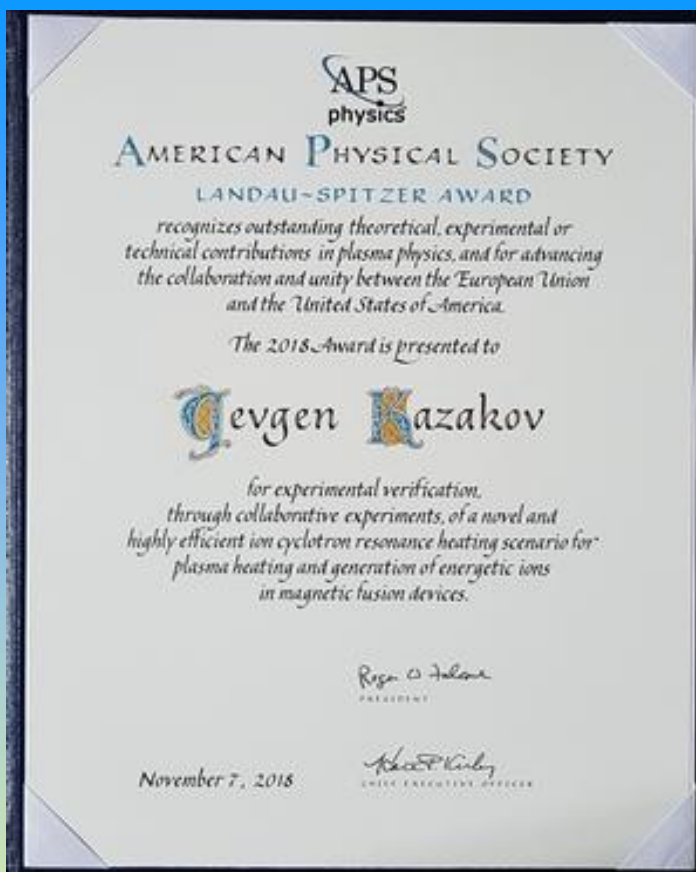 APS
physics
AMERICAN PHYSICAL SOCIETY
LANDAU-SPITZER AWARD
recognizes outstanding theoretical, experimental or
technical contributions in plasma physics, and for advancing
the collaboration and unity between the European Union
and the United States of America.
The 2018 Award is presented to
Yevgen Kazakov
for experimental verification,
through collaborative experiments, of a novel and
highly efficient ion cyclotron resonance heating scenario for
plasma heating and generation of energetic ions
in magnetic fusion devices.
PRESIDENT
November 7, 2018
CHIEF EXECUTIVE OFFICER